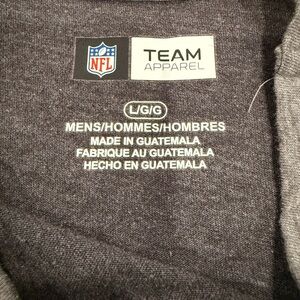 NFL
TEAM
APPAREL
L/G/G
MENS/HOMMES/HOMBRES
MADE IN GUATEMALA
FABRIQUE AU GUATEMALA
HECHO EN GUATEMALA